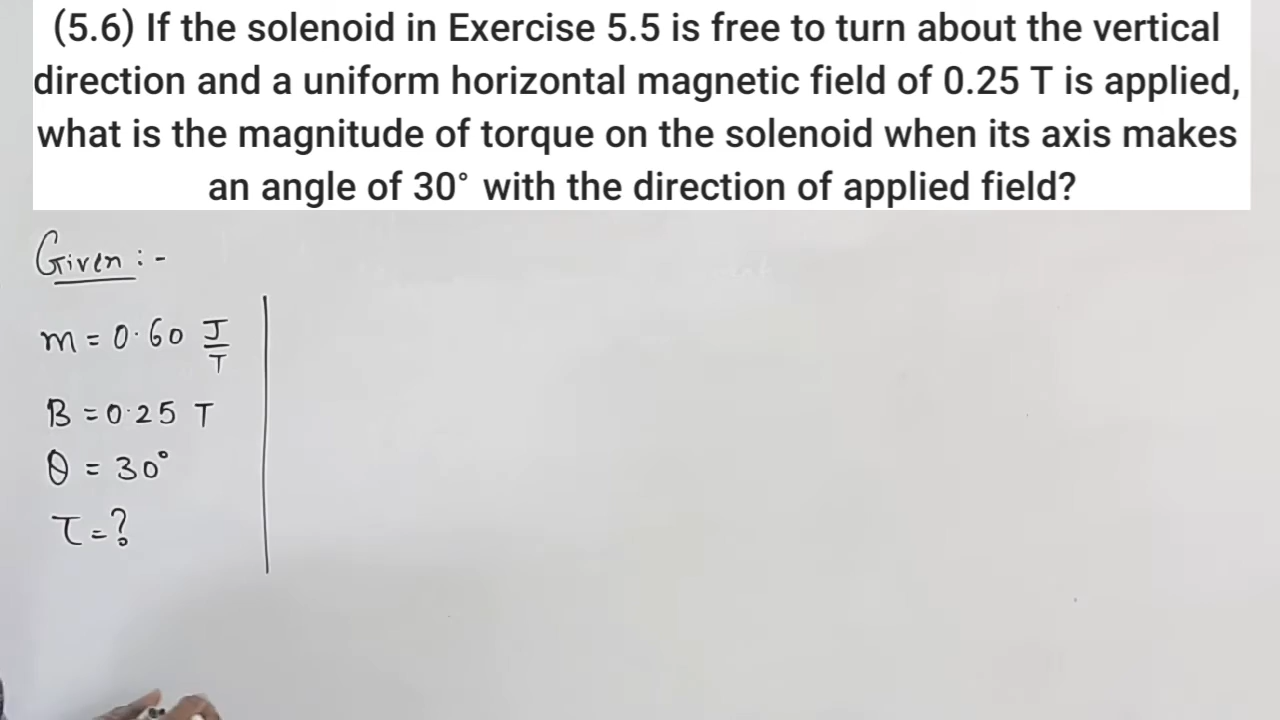 (5.6) If the solenoid in Exercise 5.5 is free to turn about the vertical
direction and a uniform horizontal magnetic field of 0.25 T is applied,
what is the magnitude of torque on the solenoid when its axis makes
an angle of 30° with the direction of applied field?
Given :-
m = 0.60 J/T
B = 0.25 T
θ = 30°
τ = ?